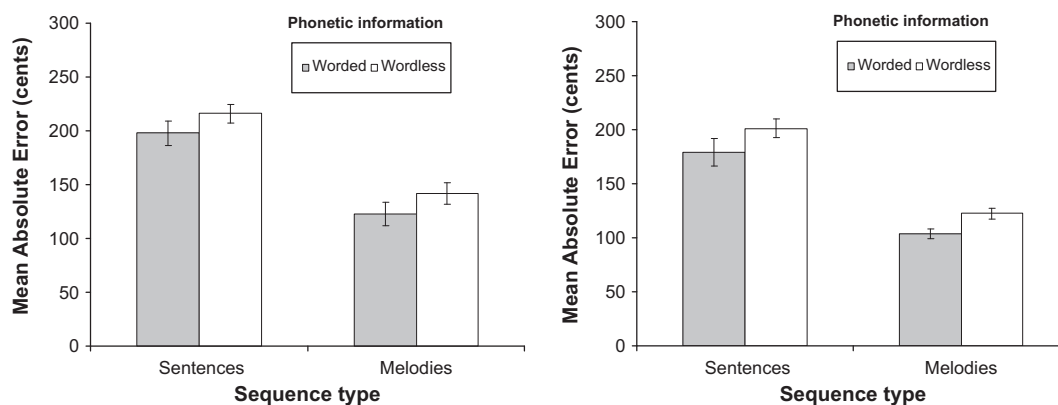 Phonetic information
Worded Wordless
Mean Absolute Error (cents)
300
250
200
150
100
50
0
Sentences Melodies
Sequence type
Phonetic information
Worded Wordless
Mean Absolute Error (cents)
300
250
200
150
100
50
0
Sentences Melodies
Sequence type